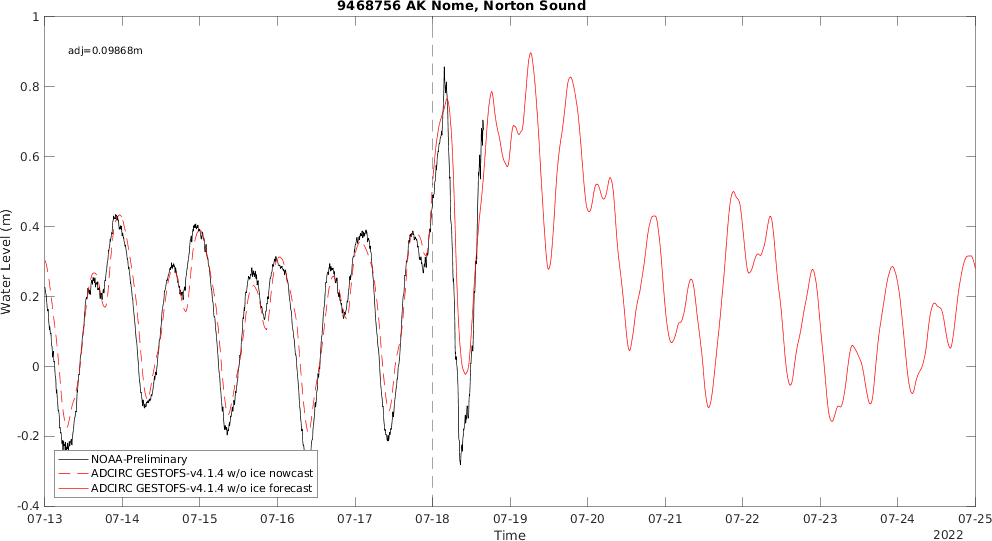 9468756 AK Nome, Norton Sound
adj=0.09868m
1
0.8
0.6
0.4
0.2
0
-0.2
-0.4
Water Level (m)
NOAA-Preliminary
ADCIRC GESTOFS-v4.1.4 w/o ice nowcast
ADCIRC GESTOFS-v4.1.4 w/o ice forecast
07-13 07-14 07-15 07-16 07-17 07-18 07-19 07-20 07-21 07-22 07-23 07-24 07-25
Time
2022